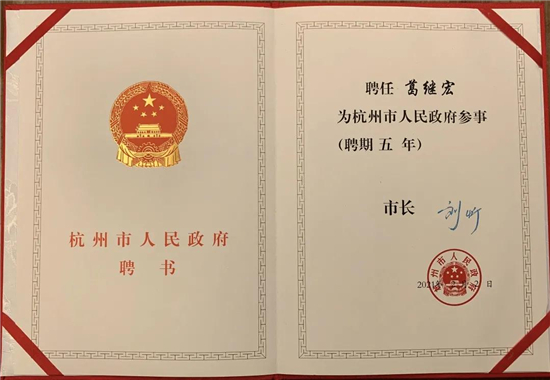 杭州市人民政府
聘书
聘任 葛继宏
为杭州市人民政府参事
(聘期五年)
市长 刘忻
杭州市人民政府